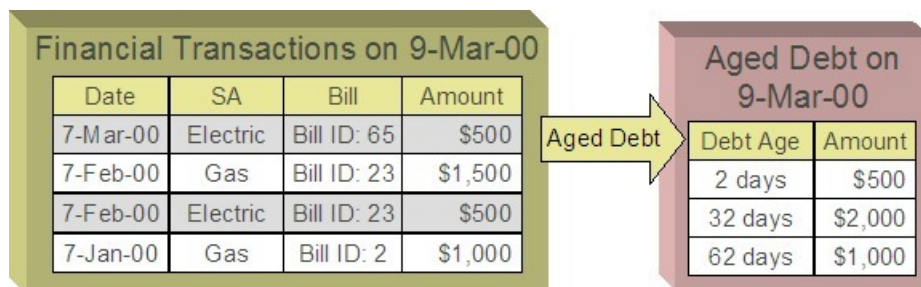 Financial Transactions on 9-Mar-00
Date SA Bill Amount
7-Mar-00 Electric Bill ID: 65 $500
7-Feb-00 Gas Bill ID: 23 $1,500
7-Feb-00 Electric Bill ID: 23 $500
7-Jan-00 Gas Bill ID: 2 $1,000
Aged Debt
Aged Debt on
9-Mar-00
Debt Age Amount
2 days $500
32 days $2,000
62 days $1,000